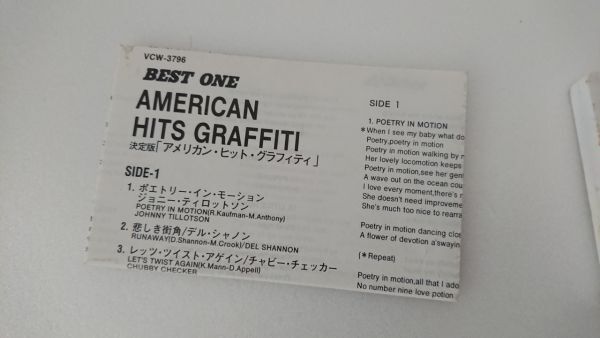 VCW-3796
BEST ONE
AMERICAN
HITS GRAFFITI
決定版「アメリカン・ヒット・グラフィティ」
SIDE-1
1. ポエトリー・イン・モーション
ジョニー・ティロットソン
POETRY IN MOTION(R.Kaufman-M.Anthony)
JOHNNY TILLOTSON
2. 悲しき街角/デル・シャノン
RUNAWAY(D.Shannon-M.Crook)/DEL SHANNON
3. レッツ・ツイスト・アゲイン/チャビー・チェッカー
LET'S TWIST AGAIN(K.Mann-D.Appell)
CHUBBY CHECKER
SIDE 1
1. POETRY IN MOTION
*When I see my baby what do
Poetry,poetry in motion
Poetry in motion walking by
Her lovely locomotion keeps
Poetry in motion,see her gen
A wave out on the ocean cou
I love every moment,there's
She doesn't need improveme
She's much too nice to rearra
Poetry in motion dancing clos
A flower of devotion a'swayin
(*Repeat)
Poetry in motion,all that I ado
No number nine love potion